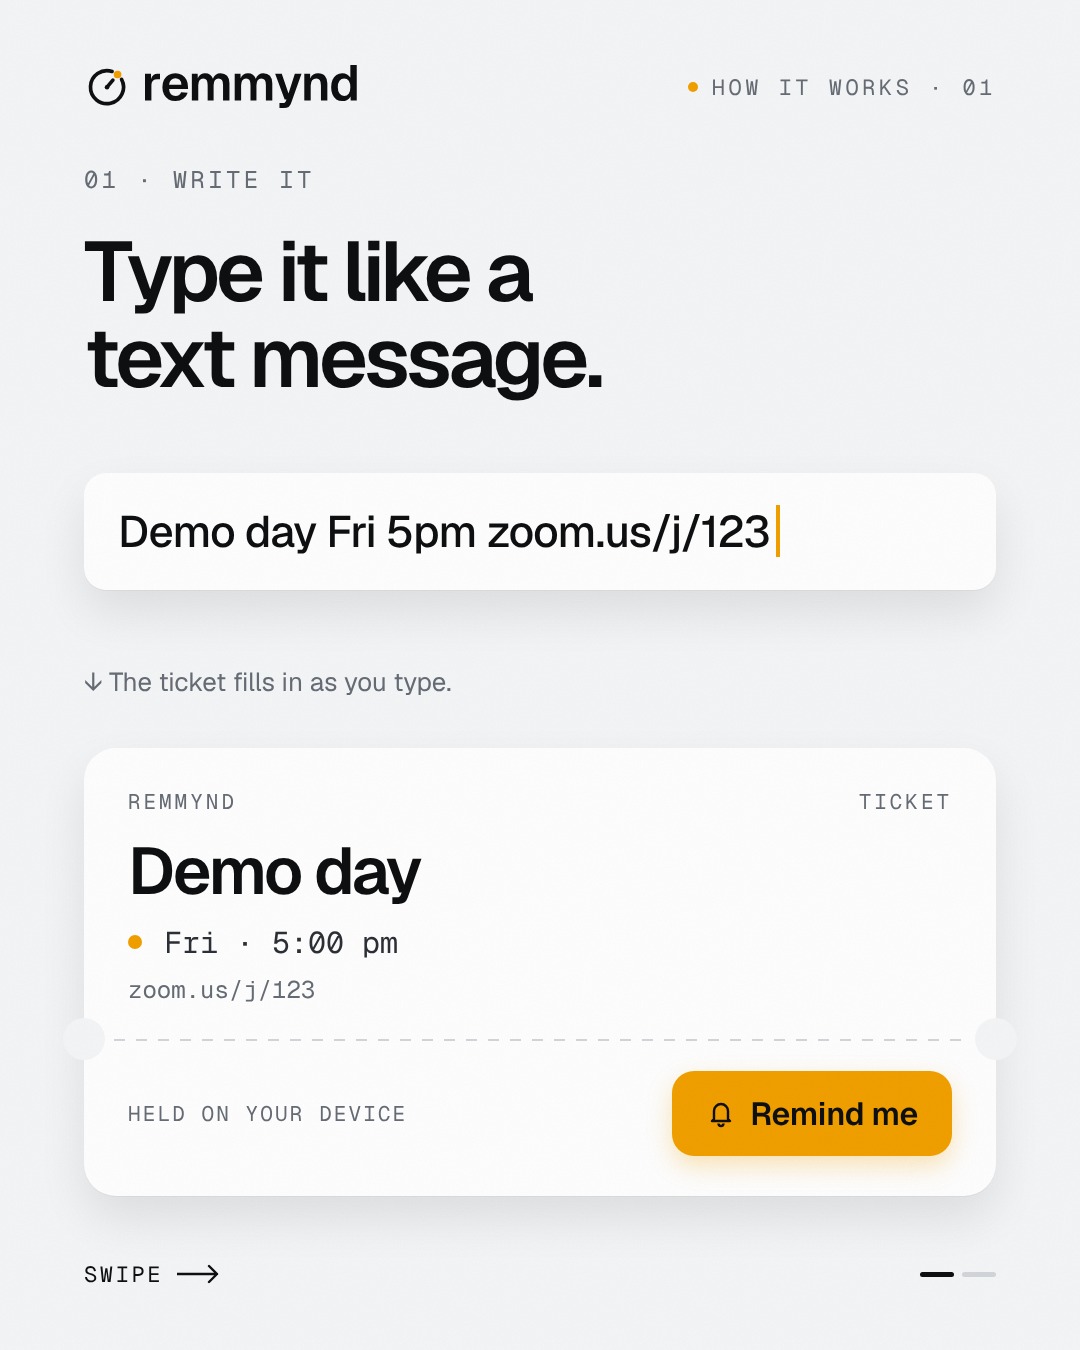 remmynd
HOW IT WORKS · 01
01 · WRITE IT
Type it like a
text message.
Demo day Fri 5pm zoom.us/j/123
↓ The ticket fills in as you type.
REMMYND
TICKET
Demo day
Fri · 5:00 pm
zoom.us/j/123
HELD ON YOUR DEVICE
Remind me
SWIPE →